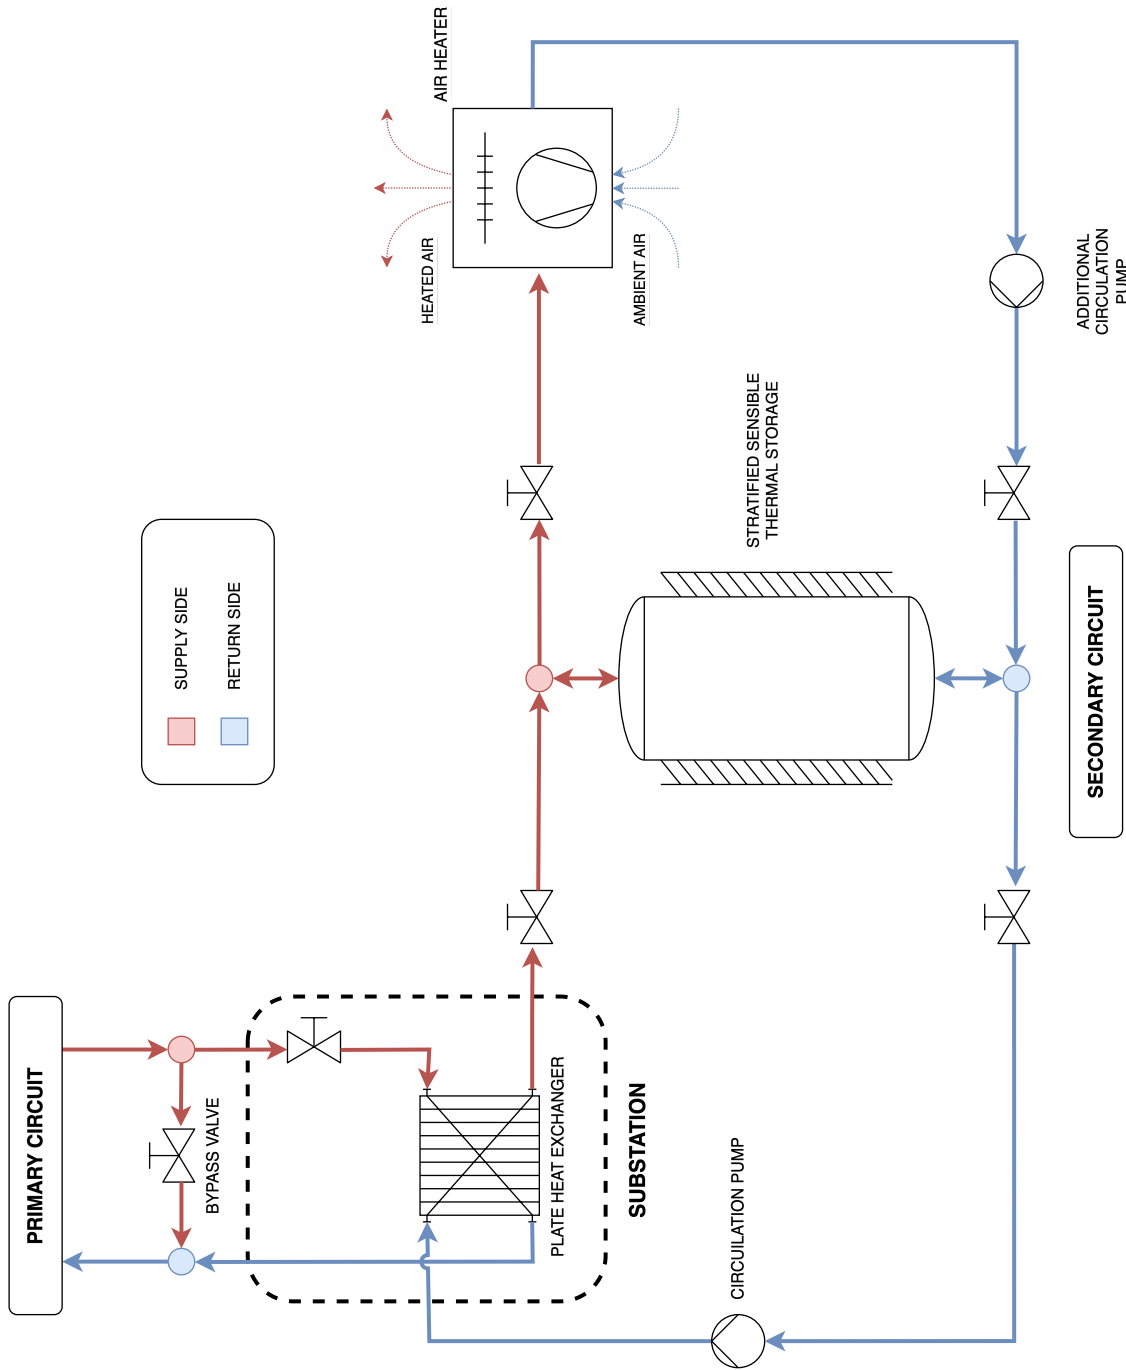 PRIMARY CIRCUIT
BYPASS VALVE
SUBSTATION
PLATE HEAT EXCHANGER
CIRCUILATION PUMP
SUPPLY SIDE
RETURN SIDE
STRATIFIED SENSIBLE
THERMAL STORAGE
SECONDARY CIRCUIT
AIR HEATER
HEATED AIR
AMBIENT AIR
ADDITIONAL
CIRCULATION
PUMP